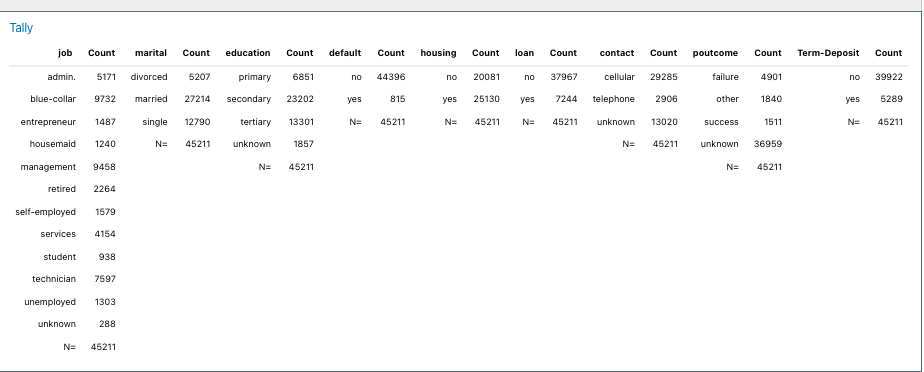 Tally
job Count marital Count education Count default Count housing Count loan Count contact Count poutcome Count Term-Deposit Count
admin. 5171 divorced 5207 primary 6851 no 44396 no 20081 no 37967 cellular 29285 failure 4901 no 39922
blue-collar 9732 married 27214 secondary 23202 yes 815 yes 25130 yes 7244 telephone 2906 other 1840 yes 5289
entrepreneur 1487 single 12790 tertiary 13301 N= 45211 N= 45211 N= 45211 unknown 13020 success 1511 N= 45211
housemaid 1240 N= 45211 unknown 1857 N= 45211 unknown 36959
management 9458 N= 45211 N= 45211
retired 2264
self-employed 1579
services 4154
student 938
technician 7597
unemployed 1303
unknown 288
N= 45211